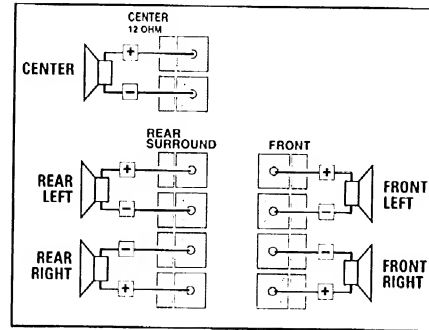 CENTER
12 OHM
CENTER
+
−
REAR
SURROUND
FRONT
REAR
LEFT
+
−
+
−
FRONT
LEFT
REAR
RIGHT
−
+
−
+
FRONT
RIGHT